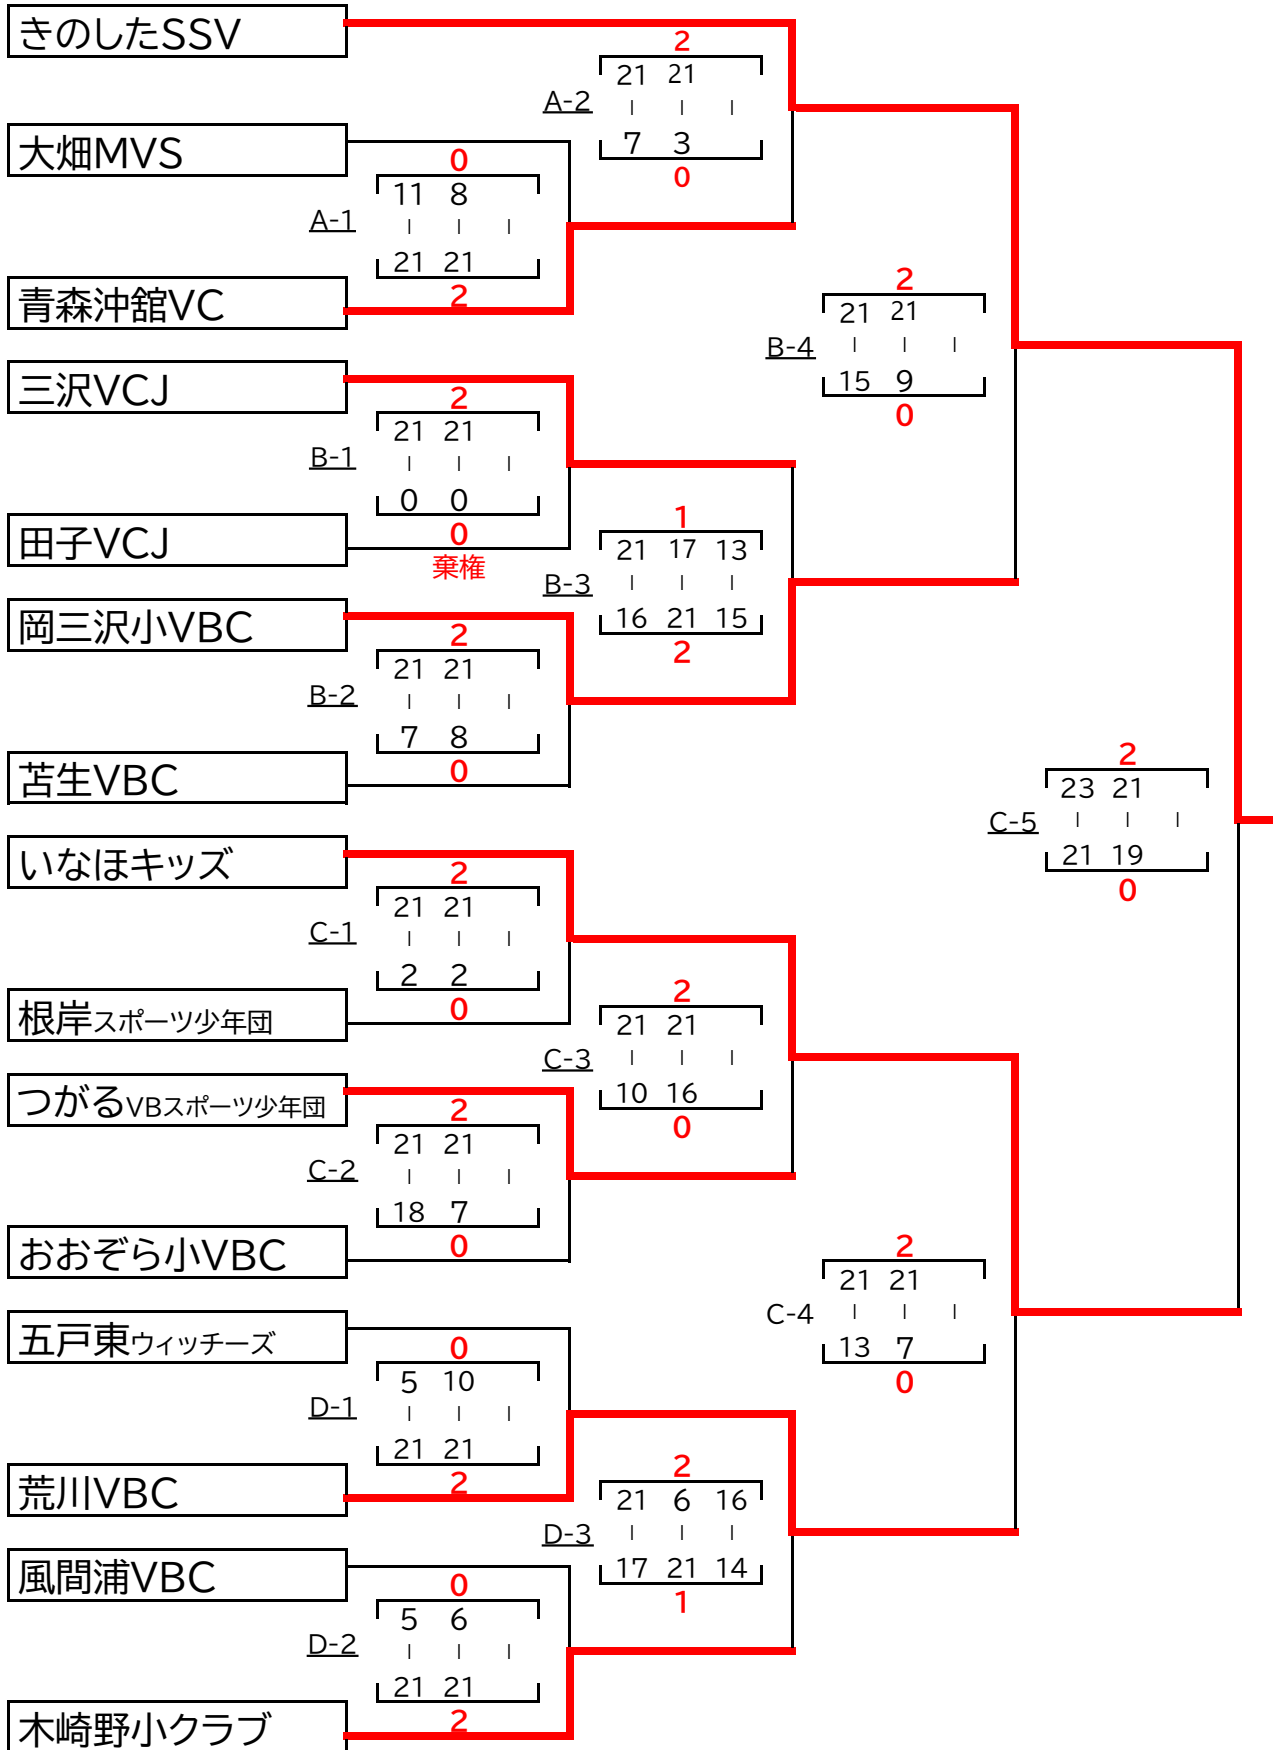 きのしたSSV
2
21 21
A-2
7 3
0
大畑MVS
0
11 8
A-1
21 21
2
青森沖舘VC
2
21 21
B-4
15 9
0
三沢VCJ
2
21 21
B-1
0 0
0
棄権
田子VCJ
1
21 17 13
B-3
16 21 15
2
岡三沢小VBC
2
21 21
B-2
7 8
0
苫生VBC
2
23 21
C-5
21 19
0
いなほキッズ
2
21 21
C-1
2 2
0
根岸スポーツ少年団
2
21 21
C-3
10 16
0
つがるVBスポーツ少年団
2
21 21
C-2
18 7
0
おおぞら小VBC
2
21 21
C-4
13 7
0
五戸東ウィッチーズ
0
5 10
D-1
21 21
2
荒川VBC
2
21 6 16
D-3
17 21 14
1
風間浦VBC
0
5 6
D-2
21 21
2
木崎野小クラブ